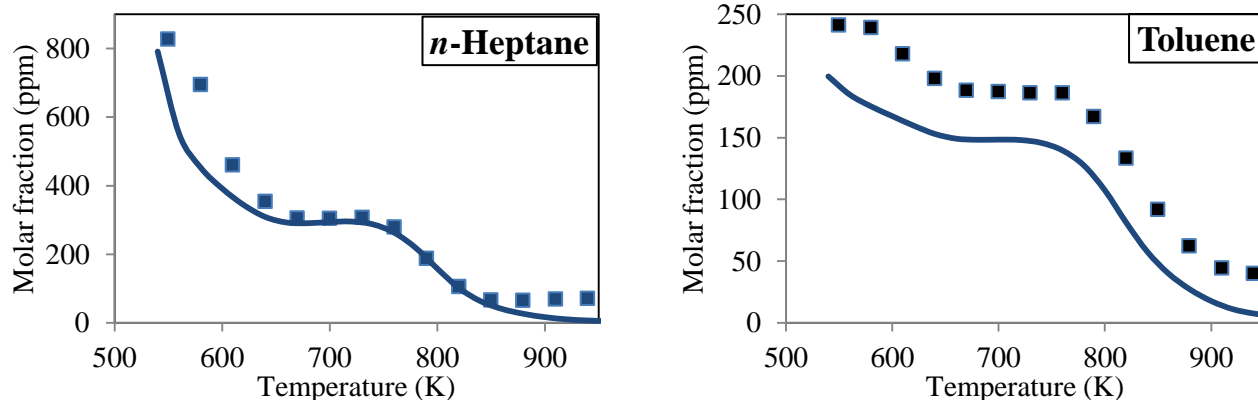 n-Heptane
Molar fraction (ppm)
800
600
400
200
0
500 600 700 800 900
Temperature (K)
Toluene
Molar fraction (ppm)
250
200
150
100
50
0
500 600 700 800 900
Temperature (K)